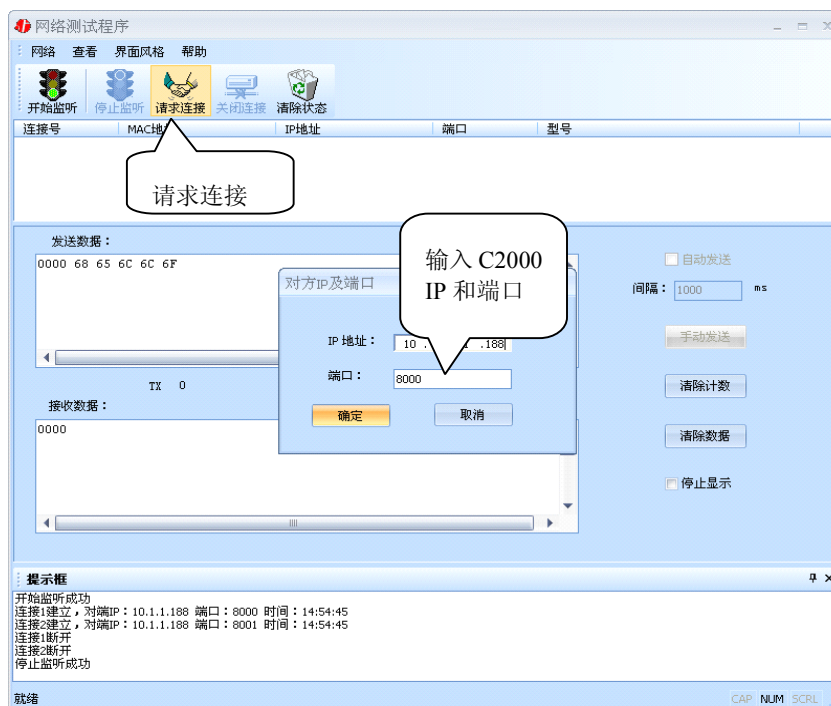 网络测试程序
网络 查看 界面风格 帮助
开始监听 停止监听 请求连接 关闭连接 清除状态
连接号 MAC地 IP地址 端口 型号
请求连接
发送数据：
0000 68 65 6C 6C 6F
输入 C2000
IP 和端口
自动发送
间隔： 1000 ms
对方IP及端口
IP 地址： 10 . .188
手动发送
端口： 8000
TX 0
清除计数
接收数据：
确定 取消
0000
清除数据
停止显示
提示框
开始监听成功
连接1建立，对端IP：10.1.1.188 端口：8000 时间：14:54:45
连接2建立，对端IP：10.1.1.188 端口：8001 时间：14:54:45
连接1断开
连接2断开
停止监听成功
就绪 CAP NUM SCRL